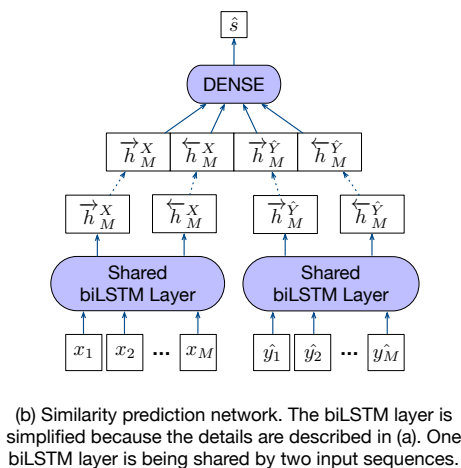 ŝ
DENSE
→h_M^X ←h_M^X →h_M^Ŷ ←h_M^Ŷ
→h_M^X ←h_M^X →h_M^Ŷ ←h_M^Ŷ
Shared biLSTM Layer
Shared biLSTM Layer
x_1 x_2 ... x_M
ŷ_1 ŷ_2 ... ŷ_M
(b) Similarity prediction network. The biLSTM layer is
simplified because the details are described in (a). One
biLSTM layer is being shared by two input sequences.